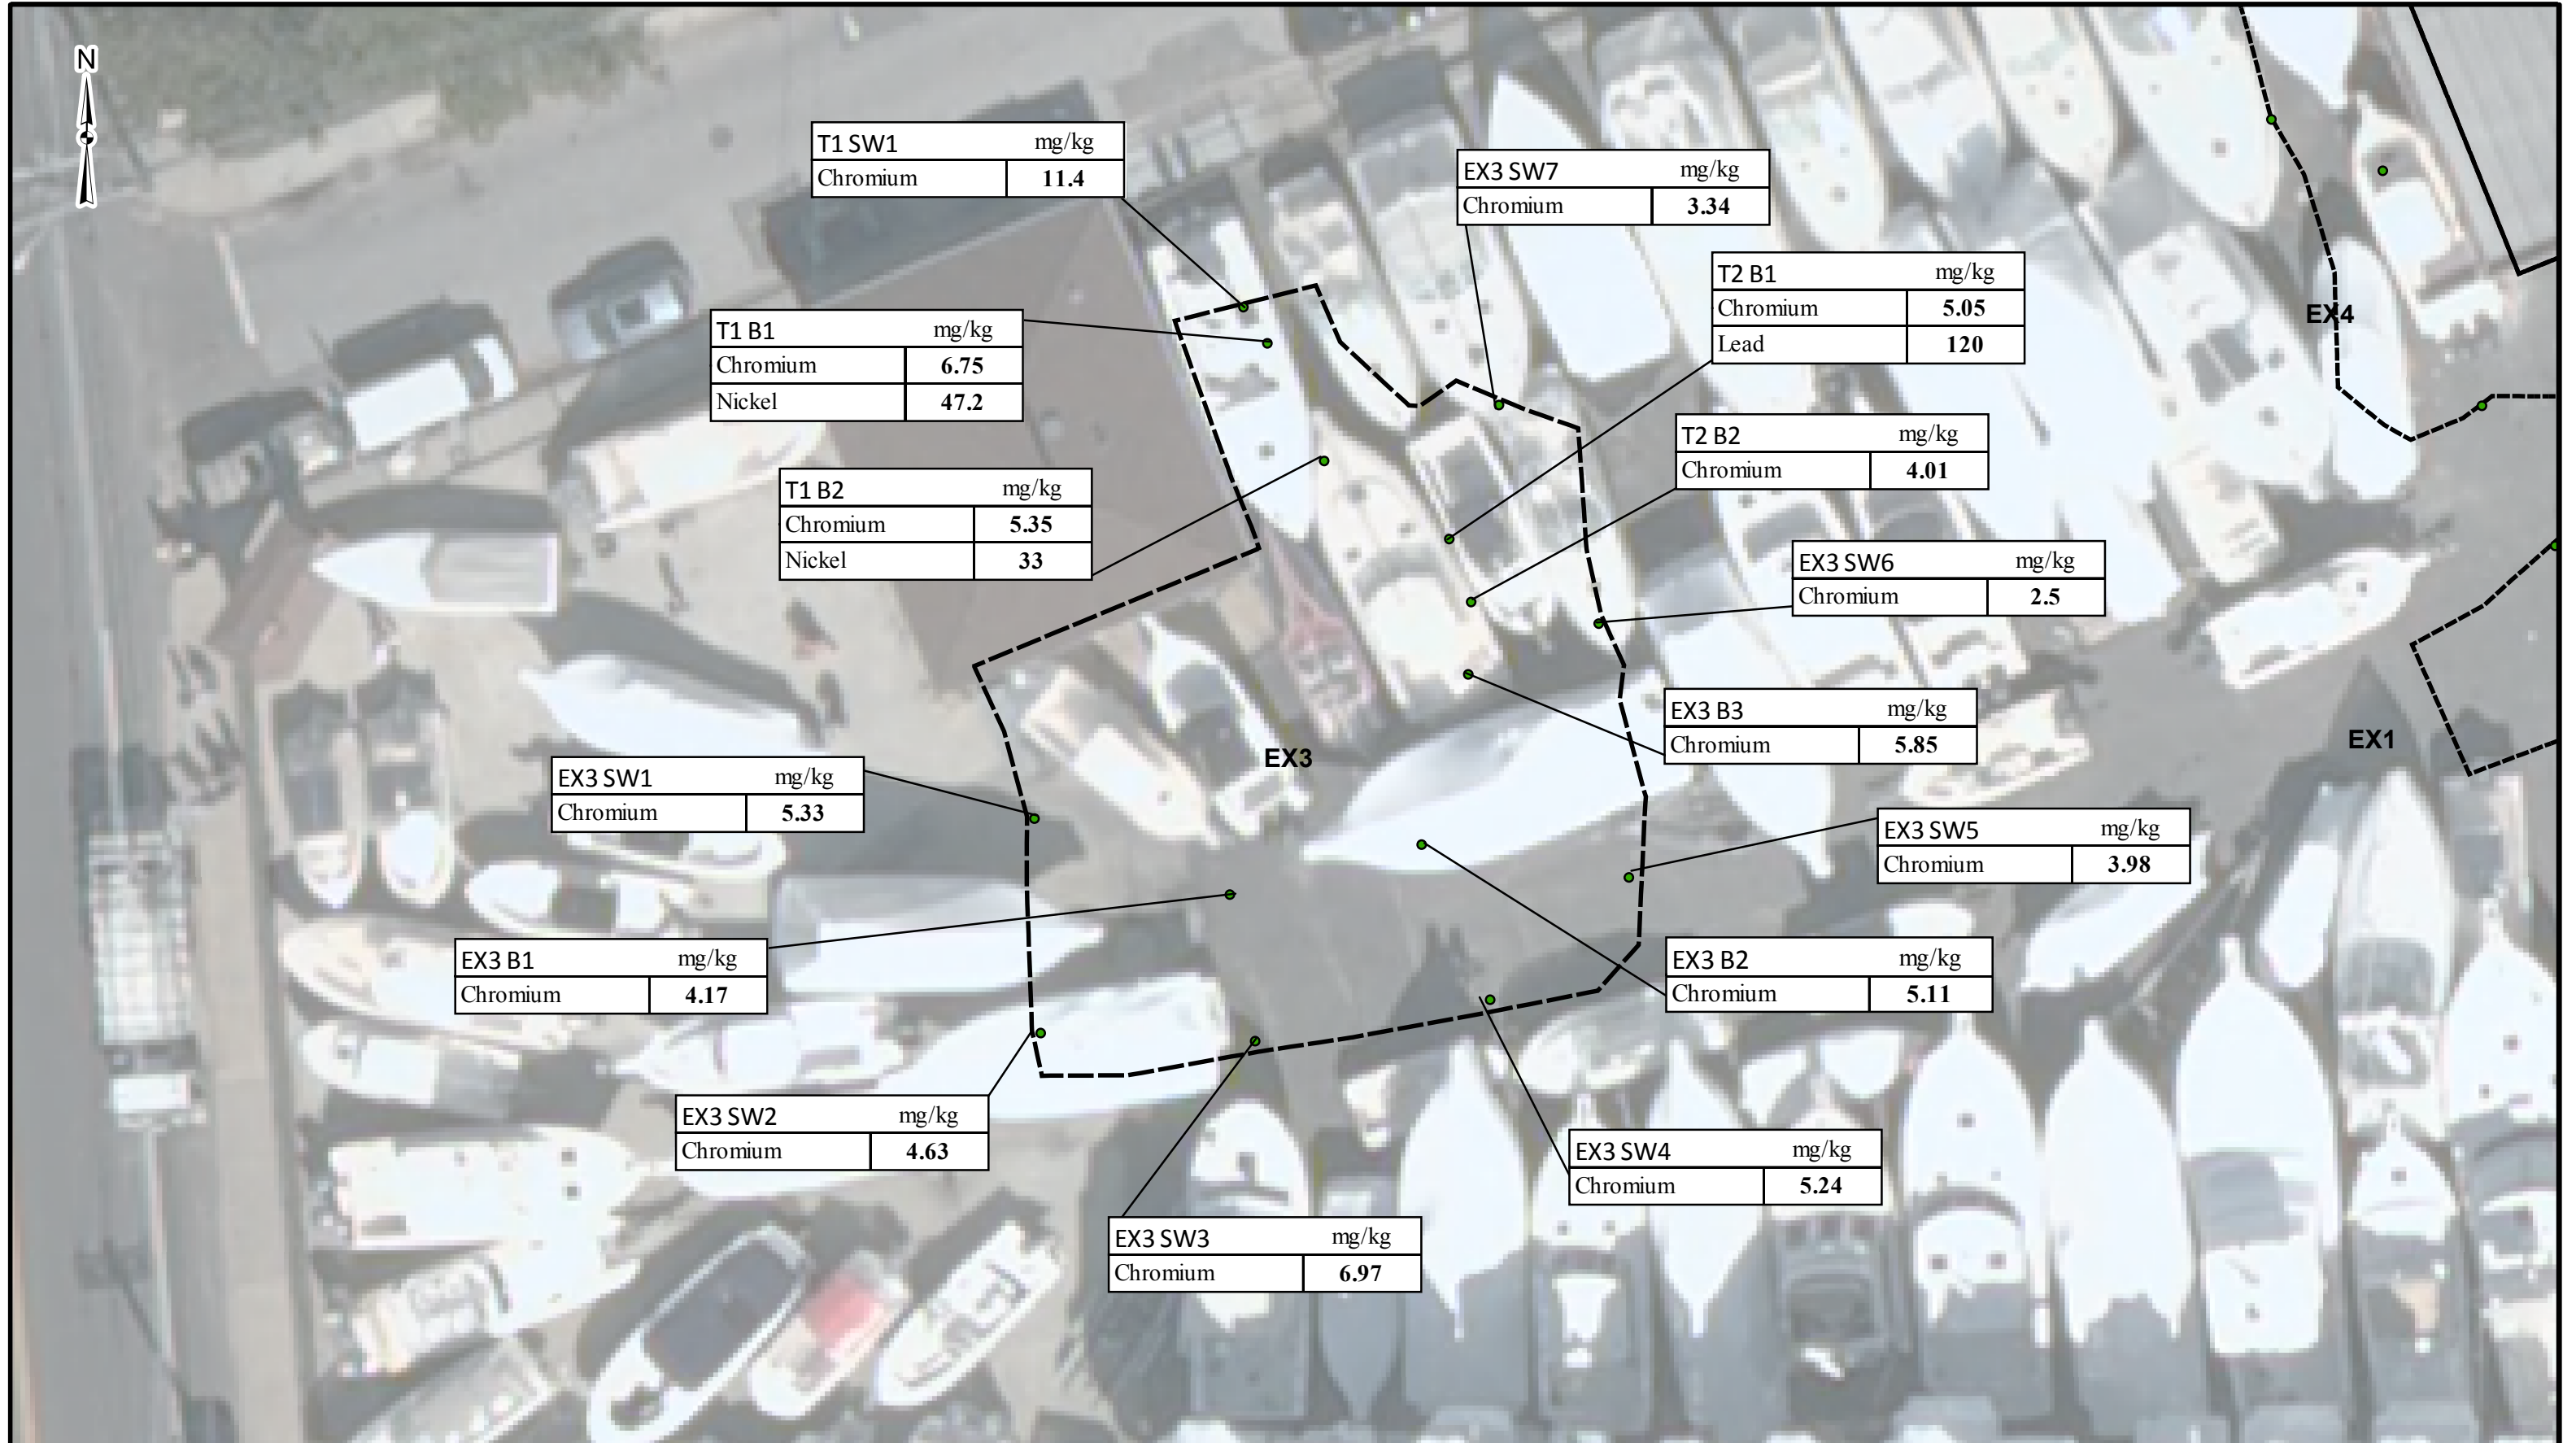 N
T1 SW1 mg/kg
Chromium 11.4
EX3 SW7 mg/kg
Chromium 3.34
T2 B1 mg/kg
Chromium 5.05
Lead 120
EX4
T1 B1 mg/kg
Chromium 6.75
Nickel 47.2
T2 B2 mg/kg
Chromium 4.01
T1 B2 mg/kg
Chromium 5.35
Nickel 33
EX3 SW6 mg/kg
Chromium 2.5
EX3 B3 mg/kg
Chromium 5.85
EX1
EX3
EX3 SW1 mg/kg
Chromium 5.33
EX3 SW5 mg/kg
Chromium 3.98
EX3 B1 mg/kg
Chromium 4.17
EX3 B2 mg/kg
Chromium 5.11
EX3 SW2 mg/kg
Chromium 4.63
EX3 SW4 mg/kg
Chromium 5.24
EX3 SW3 mg/kg
Chromium 6.97